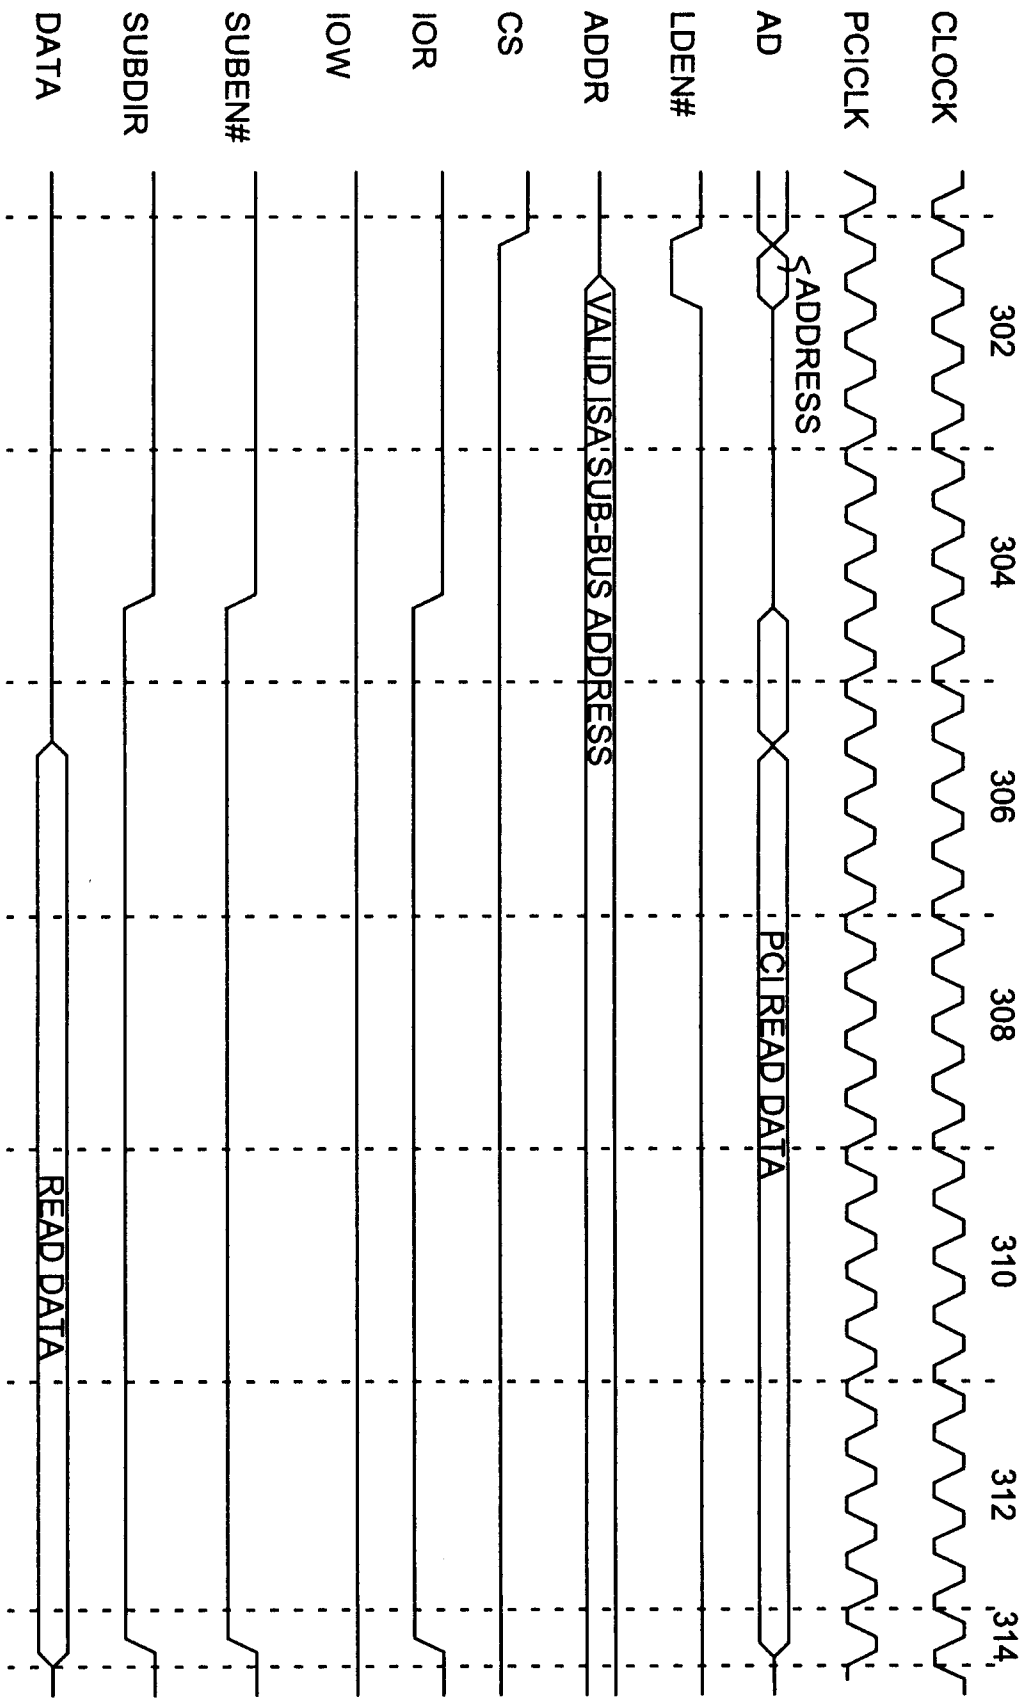 302
304
306
308
310
312
314
CLOCK
PCICLK
AD
ADDRESS
PCI READ DATA
LDEN#
ADDR
VALID ISA SUB-BUS ADDRESS
CS
IOR
IOW
SUBEN#
SUBDIR
DATA
READ DATA